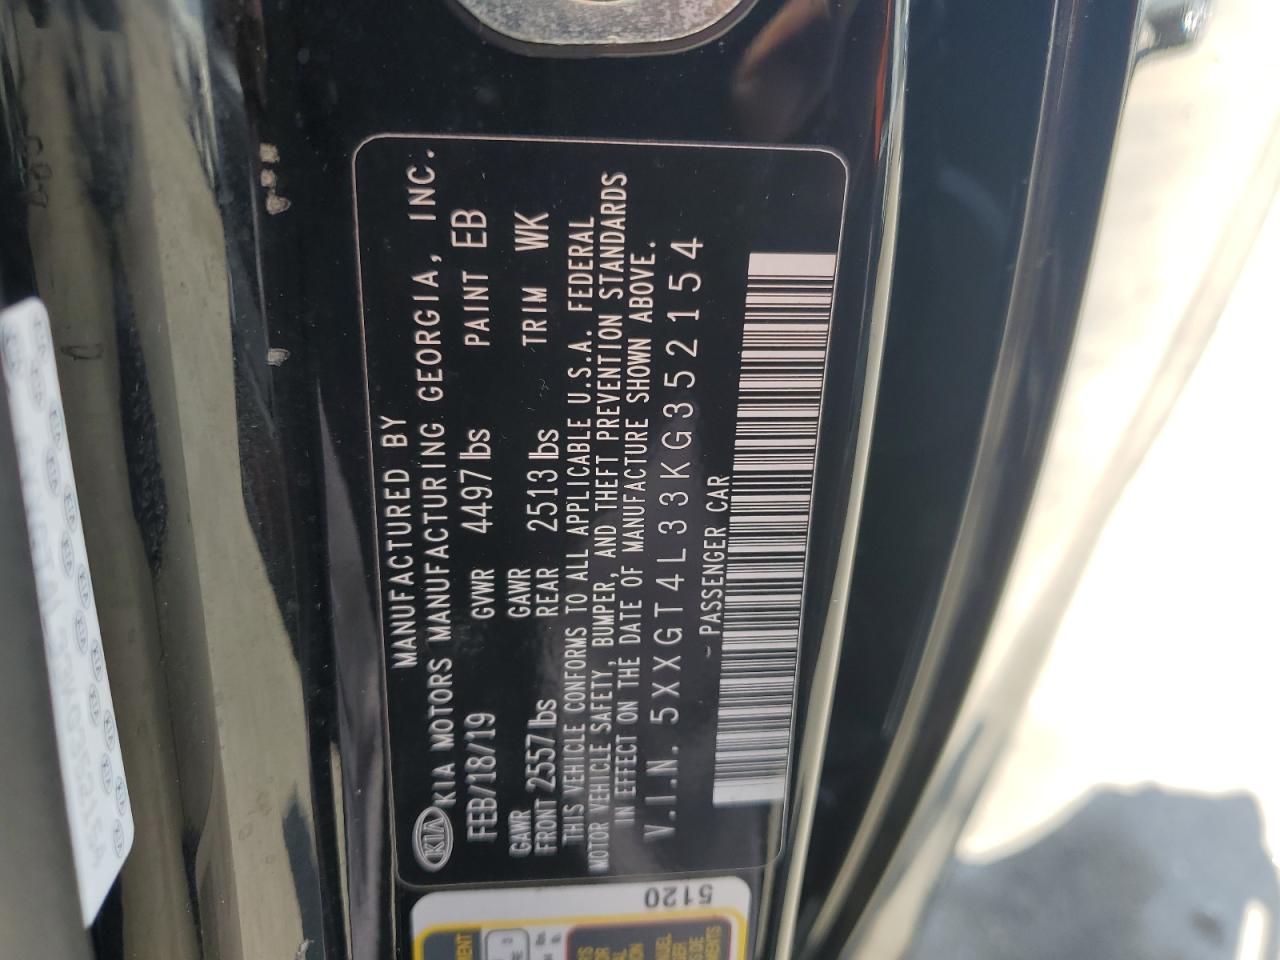 MANUFACTURED BY
KIA KIA MOTORS MANUFACTURING GEORGIA, INC.
FEB/18/19 GVWR 4497 lbs PAINT EB
GAWR FRONT 2557 lbs GAWR REAR 2513 lbs TRIM WK
THIS VEHICLE CONFORMS TO ALL APPLICABLE U.S.A. FEDERAL
MOTOR VEHICLE SAFETY, BUMPER, AND THEFT PREVENTION STANDARDS
IN EFFECT ON THE DATE OF MANUFACTURE SHOWN ABOVE.
V.I.N. 5XXGT4L33KG352154
- PASSENGER CAR
5120